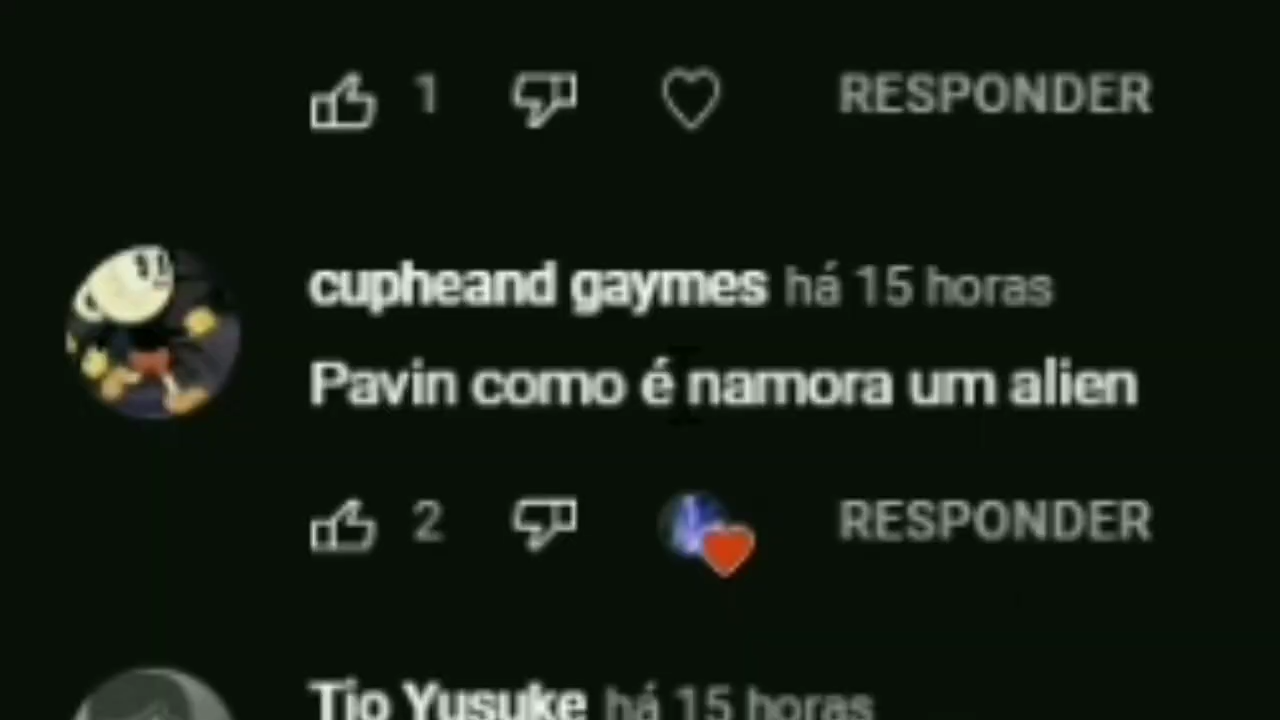 1 RESPONDER
cupheand gaymes há 15 horas
Pavin como é namora um alien
2 RESPONDER
Tio Yusuke há 15 horas